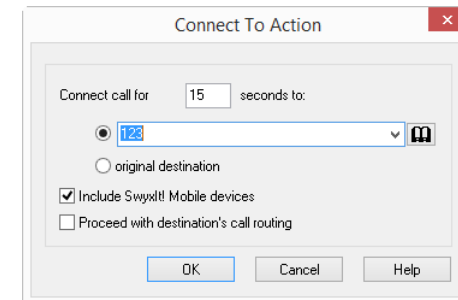 Connect To Action
Connect call for 15 seconds to:
123
original destination
Include SwyxIt! Mobile devices
Proceed with destination's call routing
OK Cancel Help